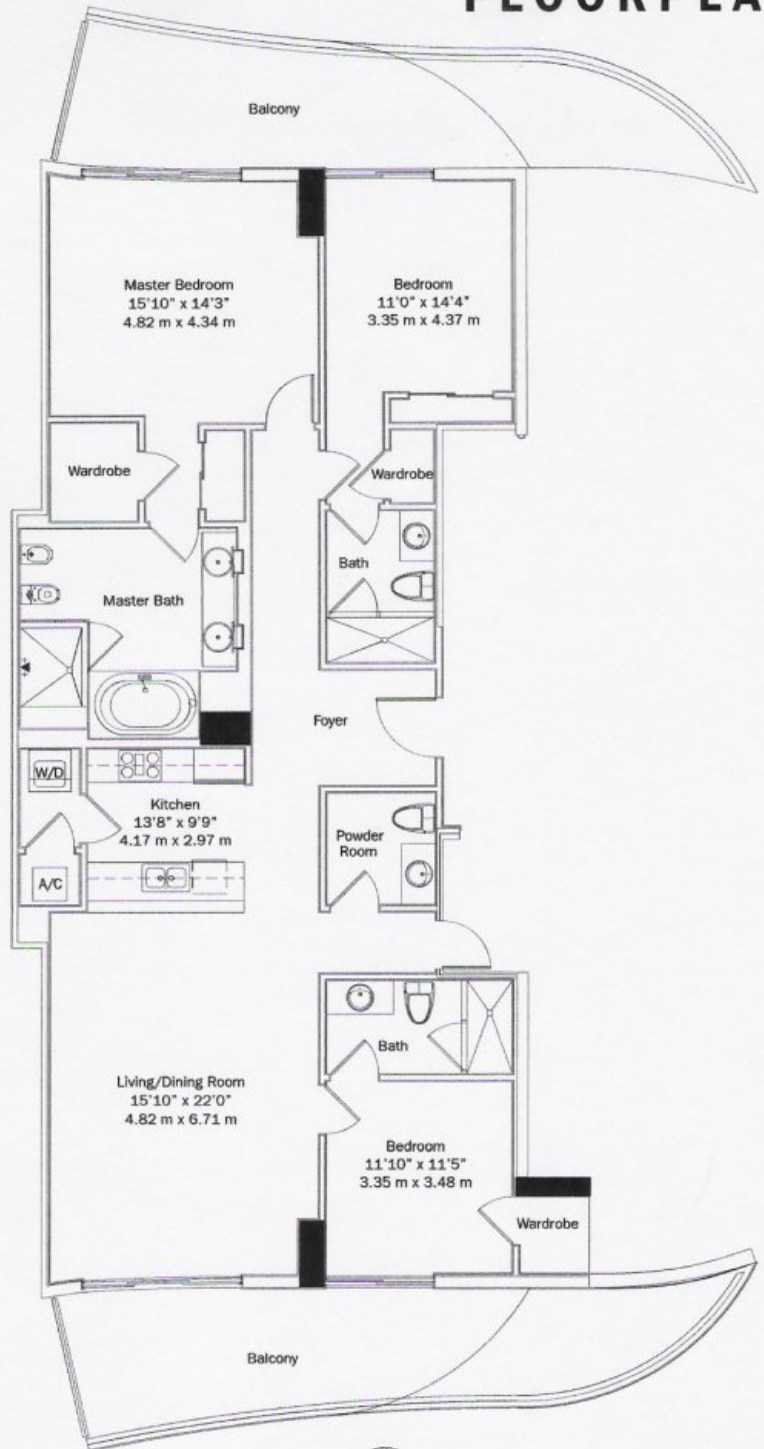 Balcony
Master Bedroom
15'10" x 14'3"
4.82 m x 4.34 m
Bedroom
11'0" x 14'4"
3.35 m x 4.37 m
Wardrobe
Wardrobe
Bath
Master Bath
Foyer
W/D
Kitchen
13'8" x 9'9"
4.17 m x 2.97 m
Powder
Room
A/C
Bath
Living/Dining Room
15'10" x 22'0"
4.82 m x 6.71 m
Bedroom
11'10" x 11'5"
3.35 m x 3.48 m
Wardrobe
Balcony